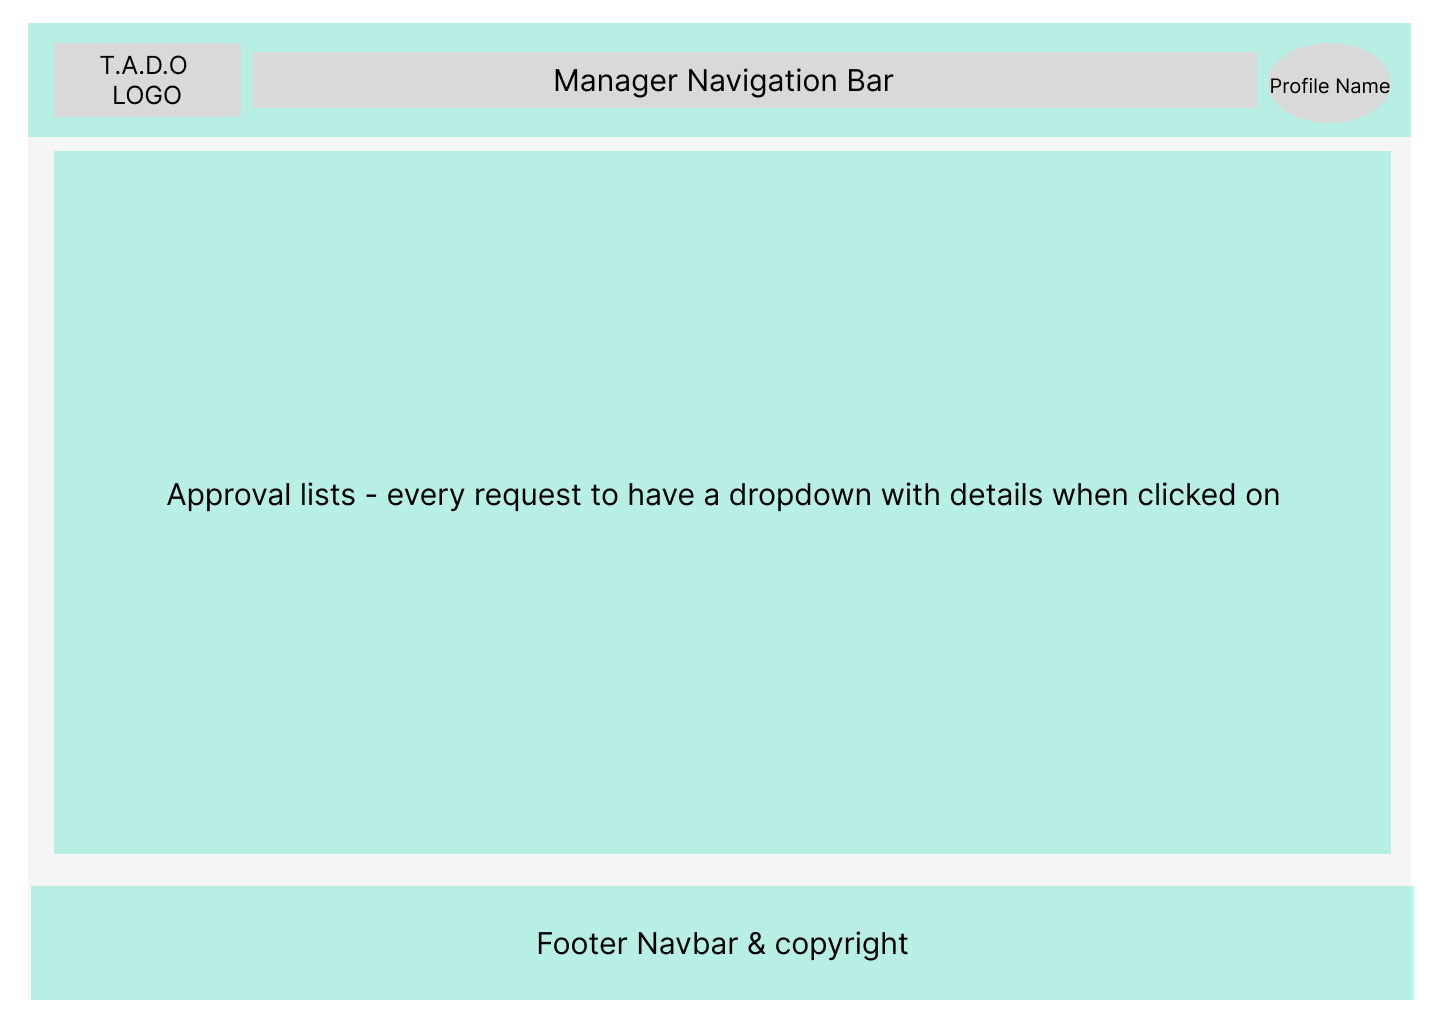 T.A.D.O
LOGO
Manager Navigation Bar
Profile Name
Approval lists - every request to have a dropdown with details when clicked on
Footer Navbar & copyright